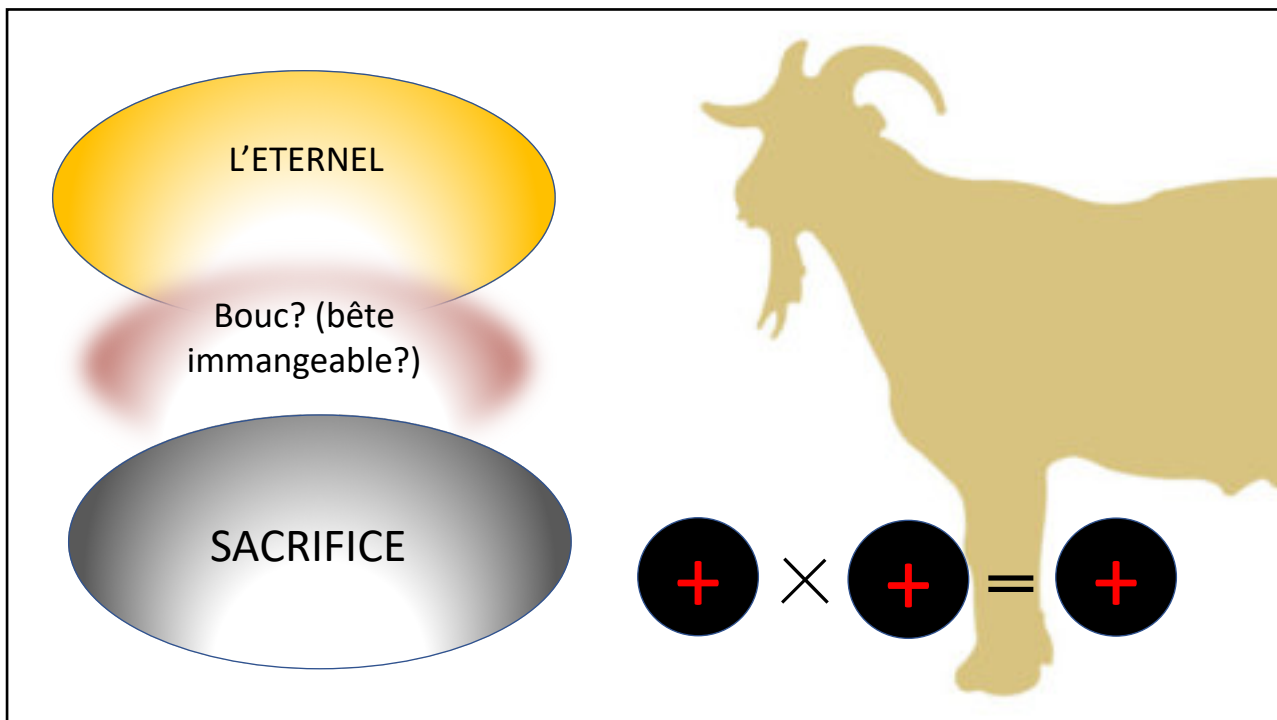 L'ETERNEL
Bouc? (bête
immangeable?)
SACRIFICE
+ × + = +